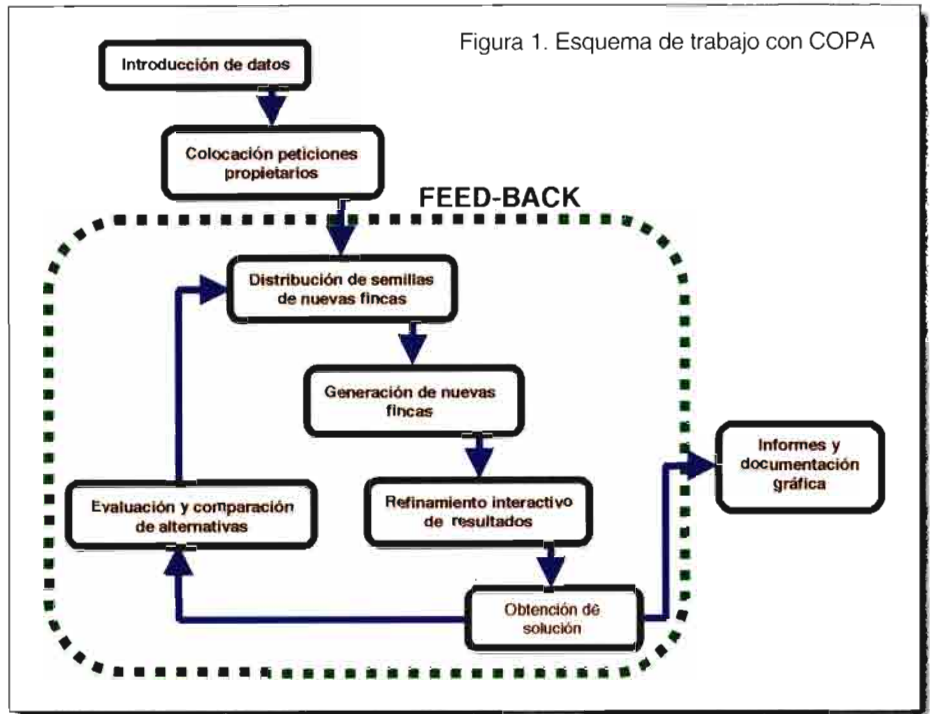 Figura 1. Esquema de trabajo con COPA
Introducción de datos
Colocación peticiones
propietarios
FEED-BACK
Distribución de semillas
de nuevas fincas
Generación de nuevas
fincas
Refinamiento interactivo
de resultados
Obtención de
solución
Evaluación y comparación
de alternativas
Informes y
documentación
gráfica